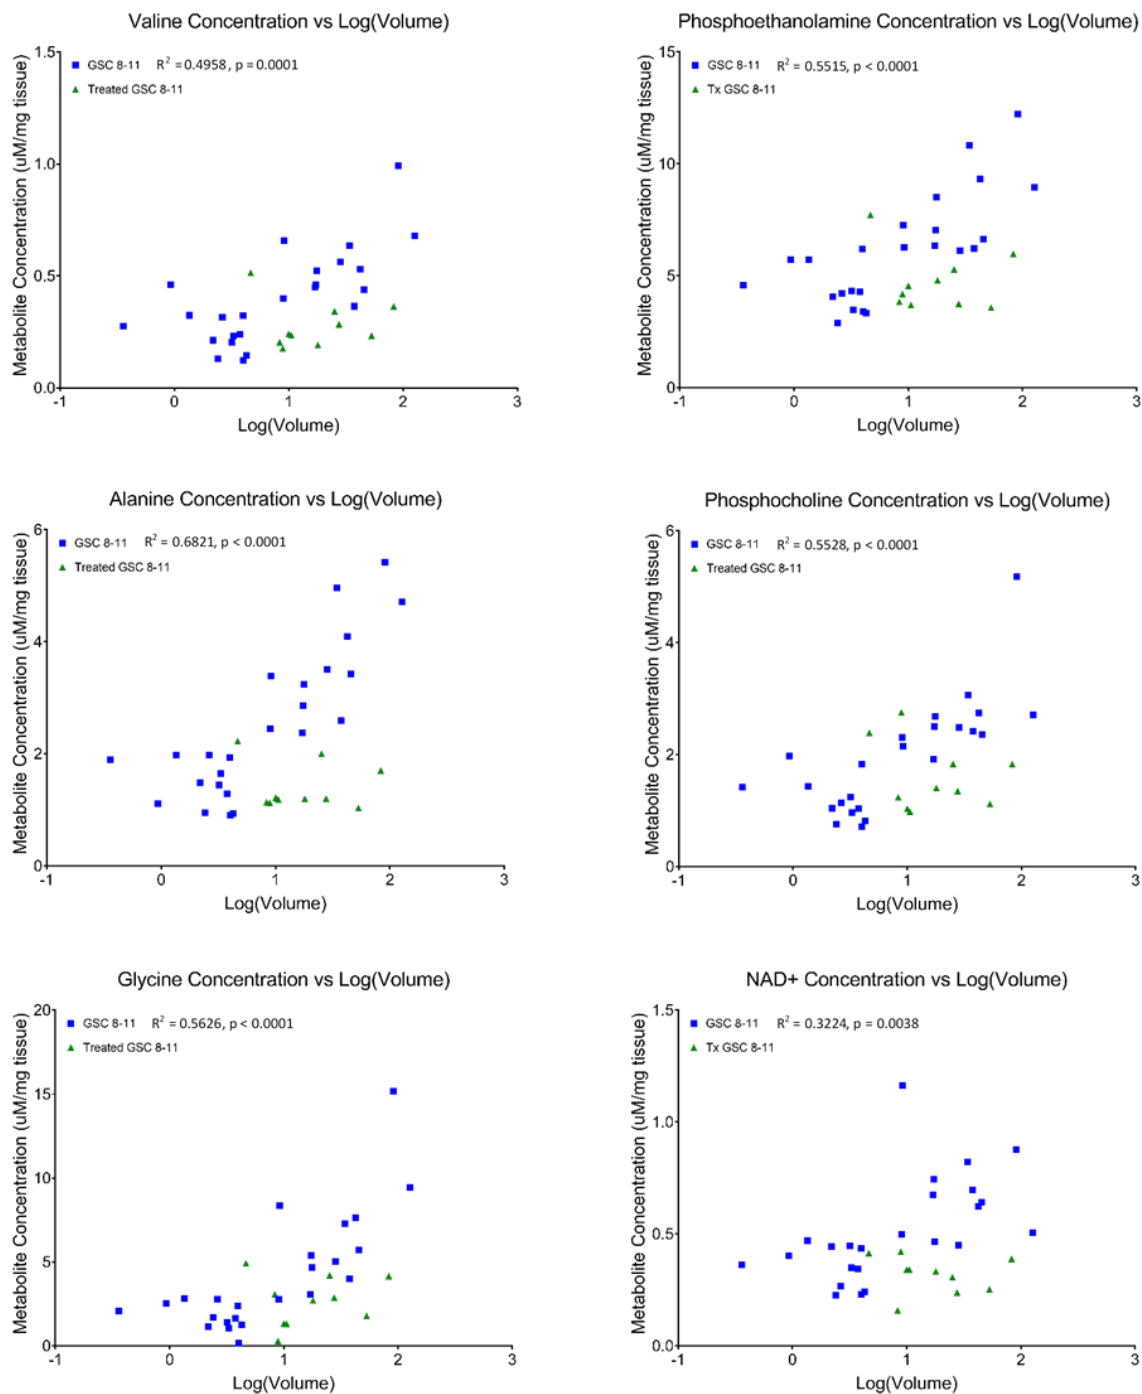 Valine Concentration vs Log(Volume)
1.5
GSC 8-11 R² = 0.4958, p = 0.0001
Treated GSC 8-11
1.0
0.5
0.0
Metabolite Concentration (uM/mg tissue)
-1 0 1 2 3
Log(Volume)
Phosphoethanolamine Concentration vs Log(Volume)
15
GSC 8-11 R² = 0.5515, p < 0.0001
Tx GSC 8-11
10
5
0
Metabolite Concentration (uM/mg tissue)
-1 0 1 2 3
Log(Volume)
Alanine Concentration vs Log(Volume)
6
GSC 8-11 R² = 0.6821, p < 0.0001
Treated GSC 8-11
4
2
0
Metabolite Concentration (uM/mg tissue)
-1 0 1 2 3
Log(Volume)
Phosphocholine Concentration vs Log(Volume)
6
GSC 8-11 R² = 0.5528, p < 0.0001
Treated GSC 8-11
4
2
0
Metabolite Concentration (uM/mg tissue)
-1 0 1 2 3
Log(Volume)
Glycine Concentration vs Log(Volume)
20
GSC 8-11 R² = 0.5626, p < 0.0001
Treated GSC 8-11
15
10
5
0
Metabolite Concentration (uM/mg tissue)
-1 0 1 2 3
Log(Volume)
NAD+ Concentration vs Log(Volume)
1.5
GSC 8-11 R² = 0.3224, p = 0.0038
Tx GSC 8-11
1.0
0.5
0.0
Metabolite Concentration (uM/mg tissue)
-1 0 1 2 3
Log(Volume)